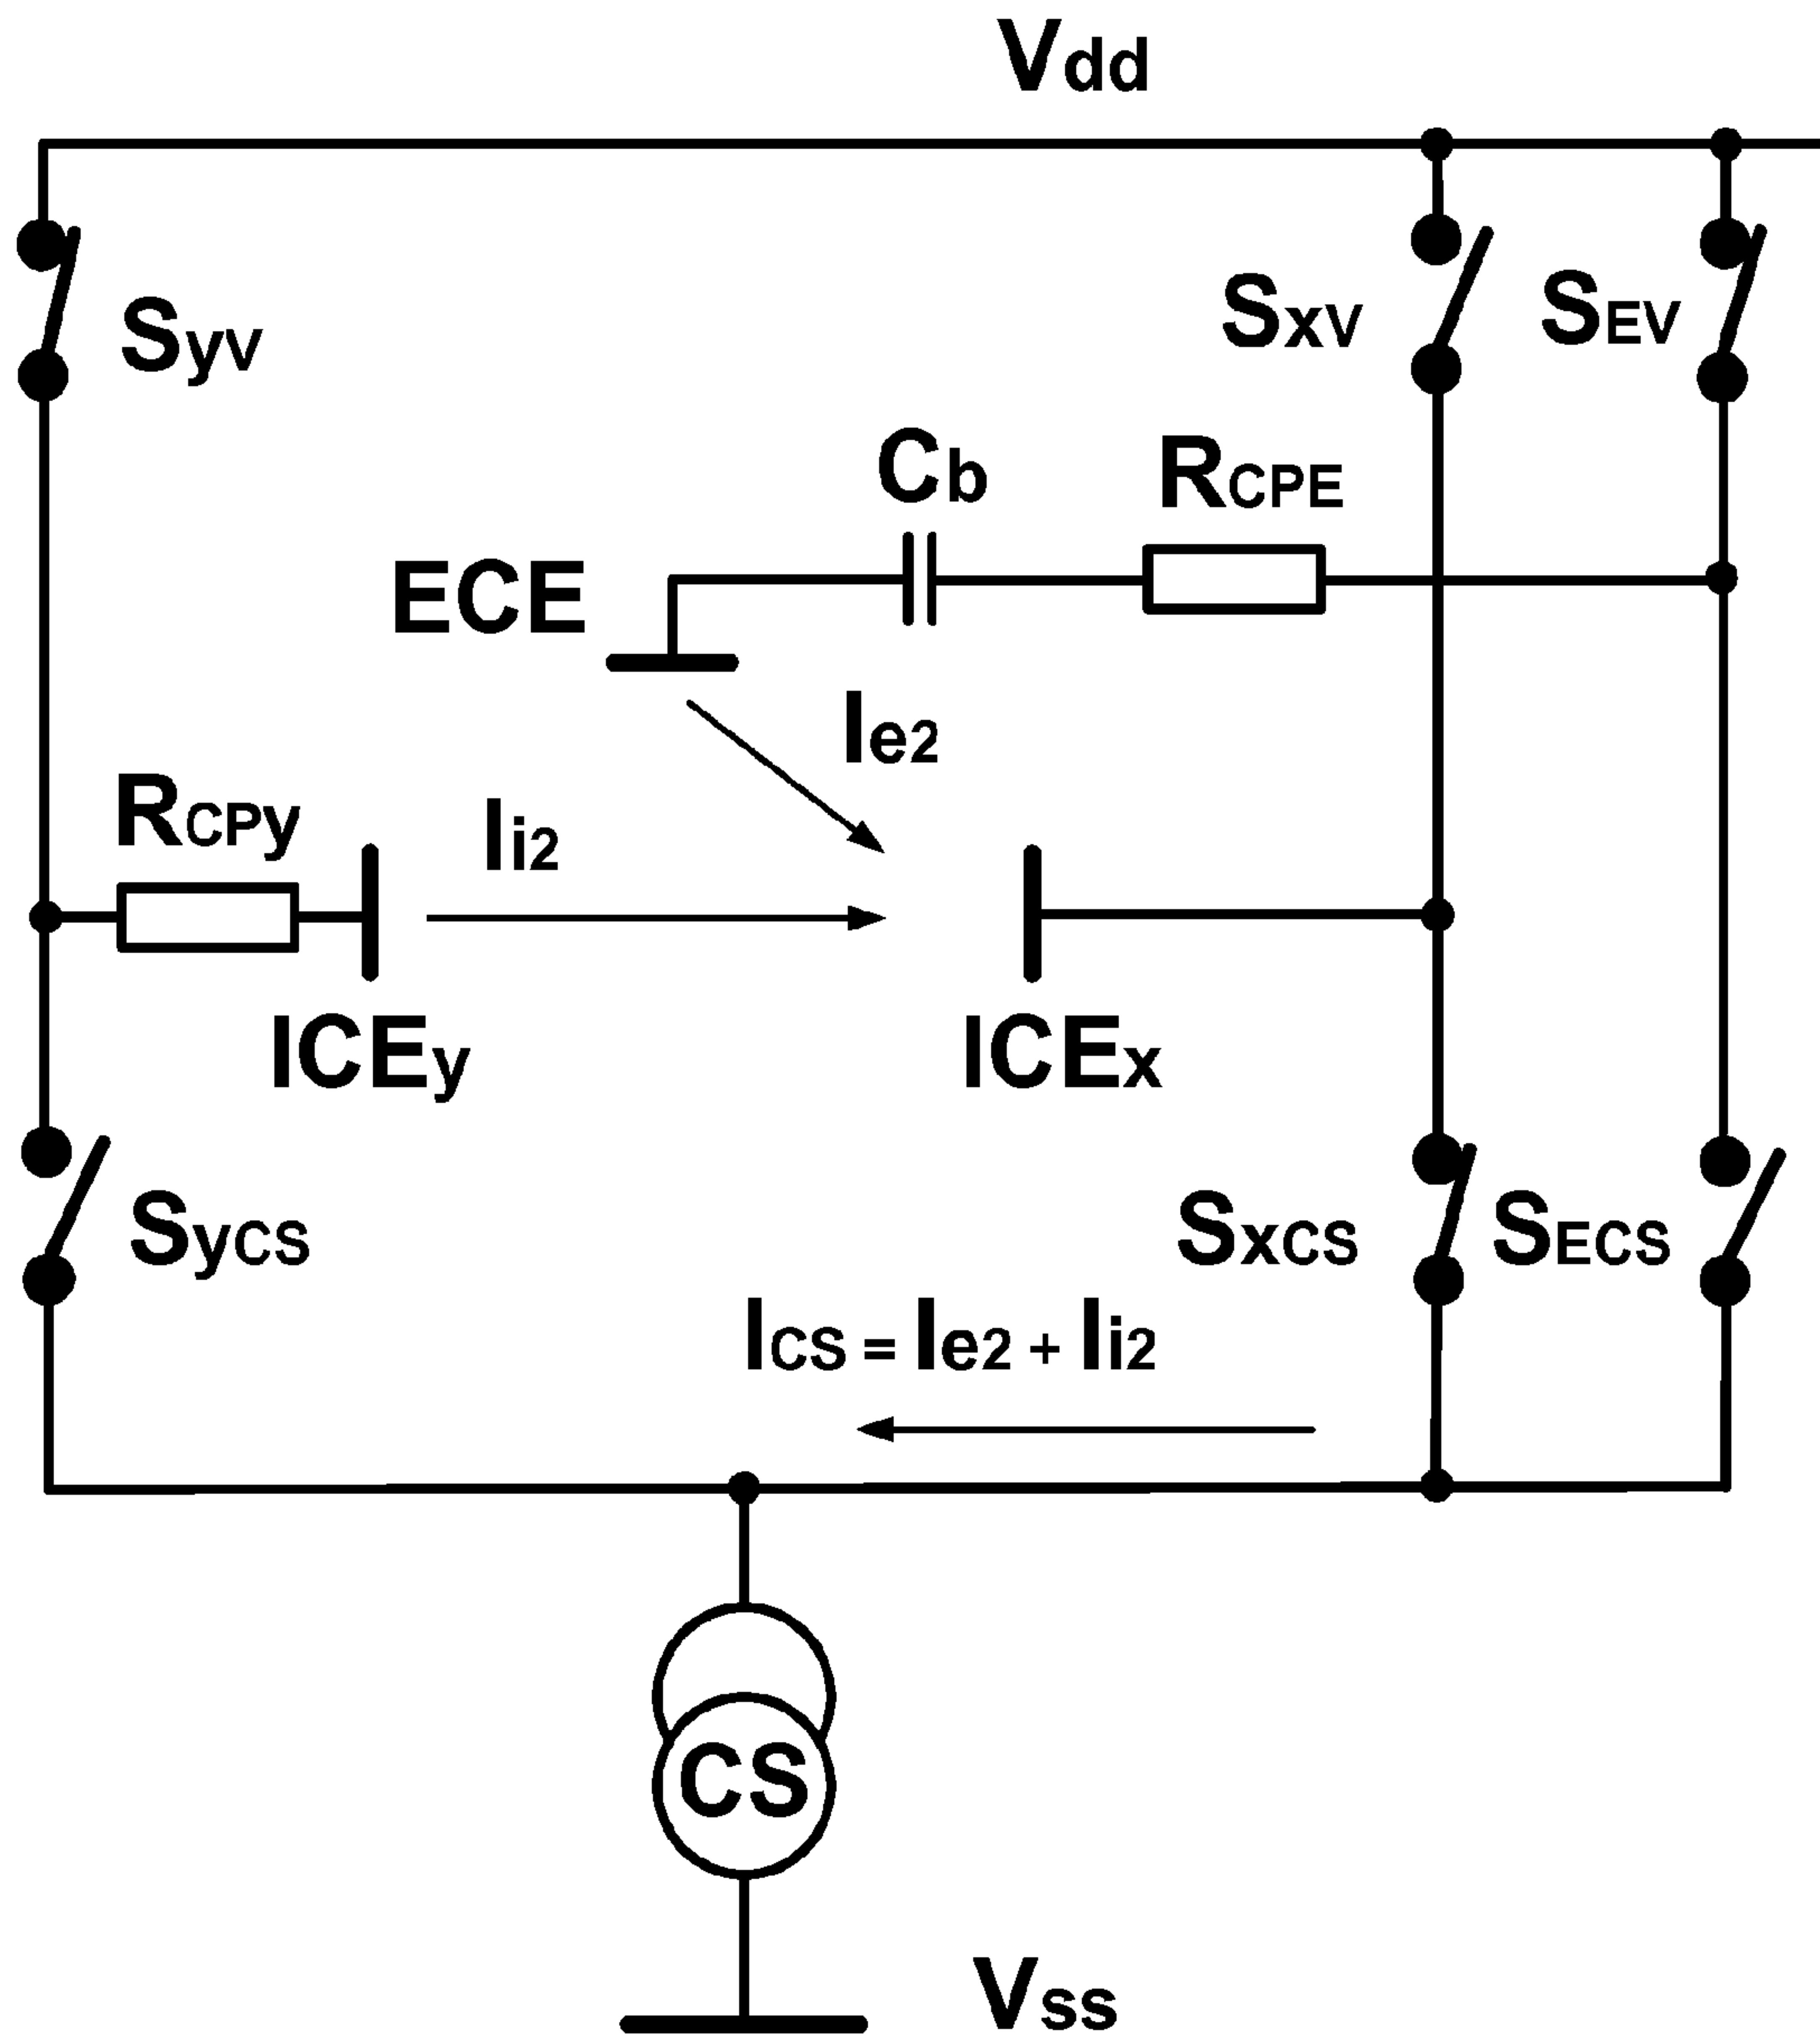 Vdd
Syv
SxV
SEV
Cb
RCPE
ECE
Ie2
RCPy
Ii2
ICEy
ICEx
SyCS
SxCS
SECS
ICS = Ie2 + Ii2
CS
Vss